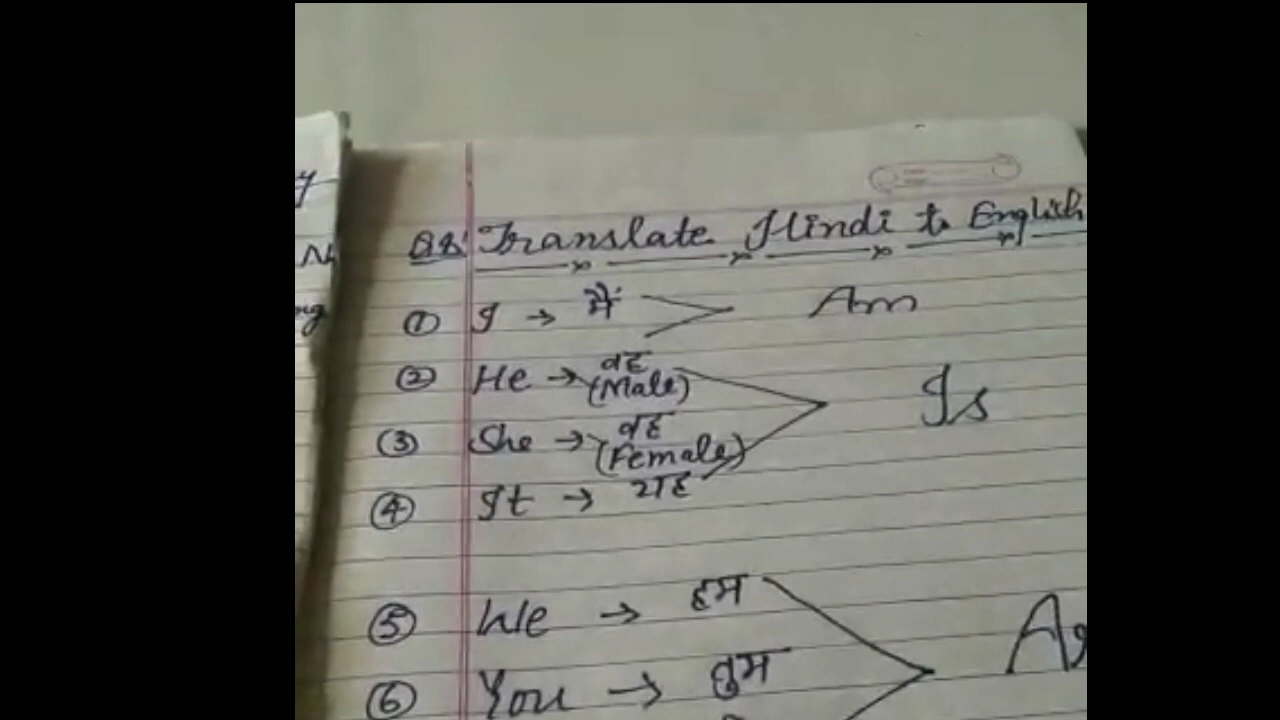 Translate Hindi to English
① I → मैं Am
② He → वह (Male)
Is
③ She → वह (Female)
④ It → यह
⑤ We → हम
⑥ You → तुम